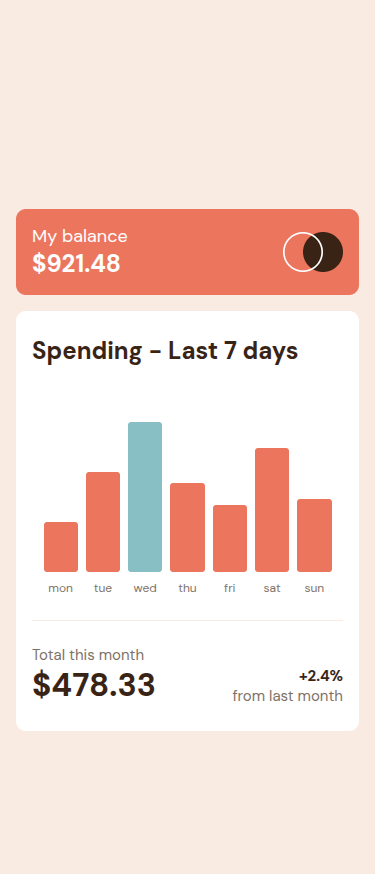 My balance
$921.48
Spending - Last 7 days
mon tue wed thu fri sat sun
Total this month
$478.33
+2.4%
from last month